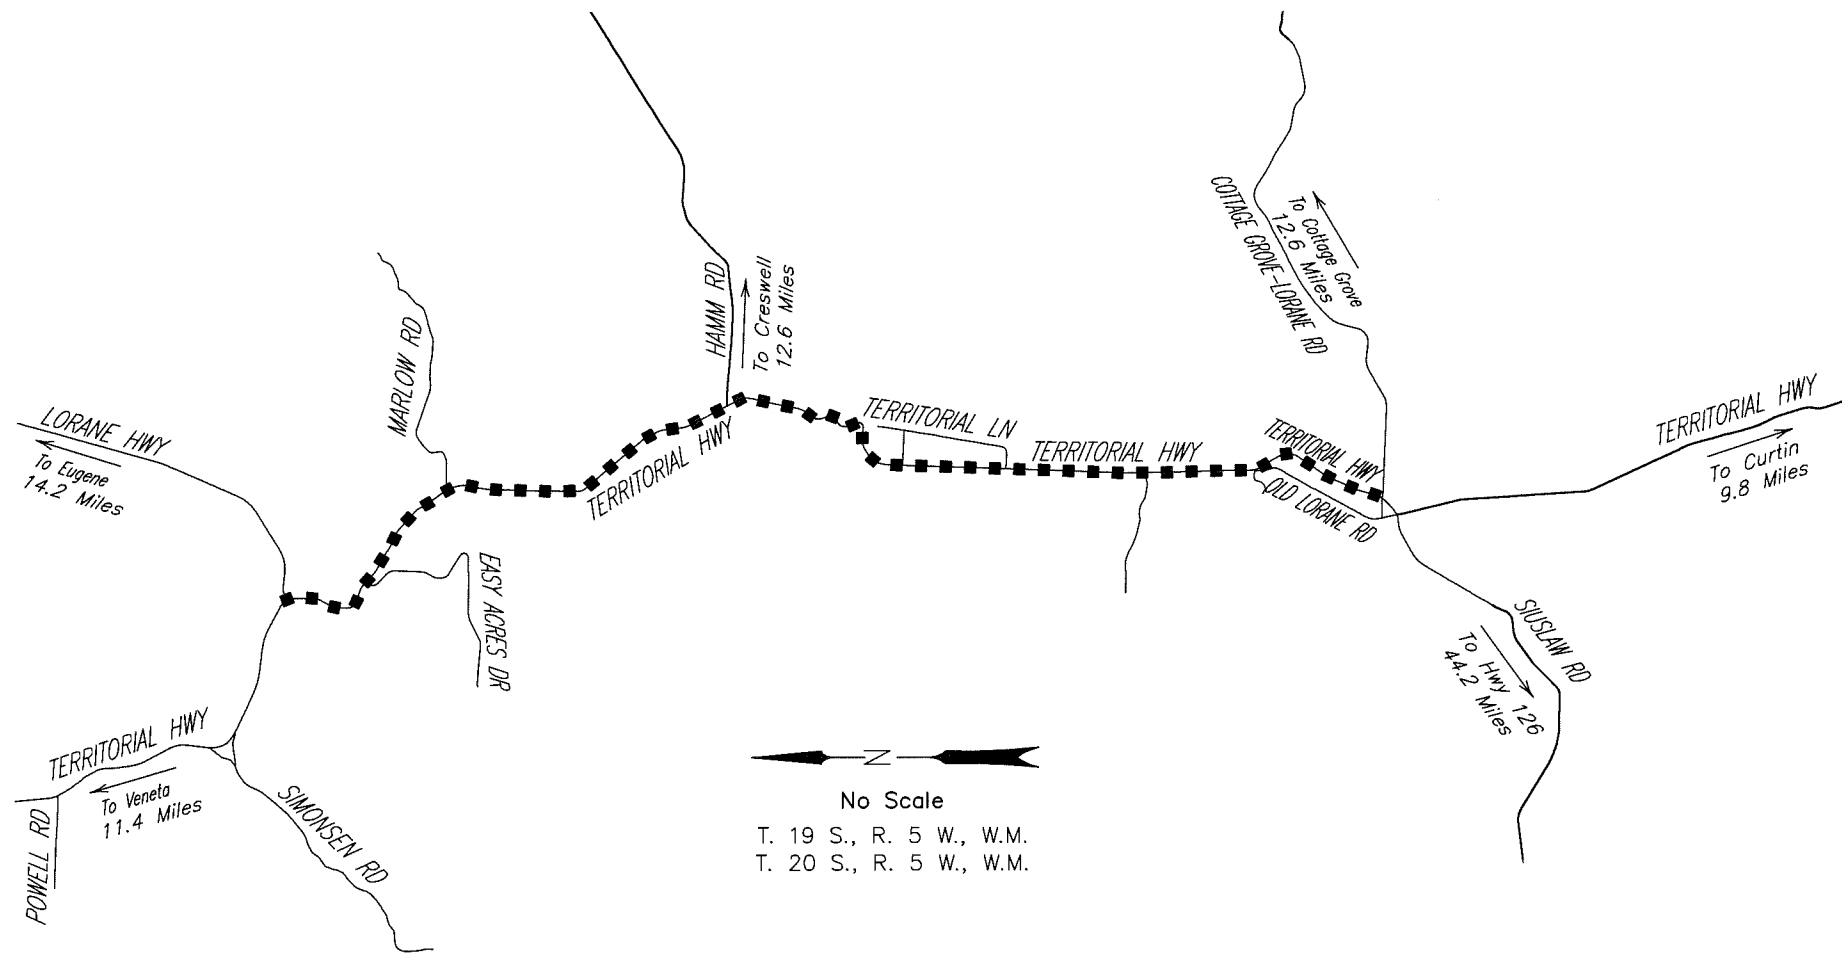 COTTAGE GROVE-LORANE RD
To Cottage Grove
12.6 Miles
HAMM RD
To Creswell
12.6 Miles
MARLOW RD
LORANE HWY
To Eugene
14.2 Miles
TERRITORIAL HWY
TERRITORIAL LN
TERRITORIAL HWY
TERRITORIAL HWY
OLD LORANE RD
TERRITORIAL HWY
To Curtin
9.8 Miles
EASY ACRES DR
SIUSLAW RD
To Hwy 126
44.2 Miles
TERRITORIAL HWY
To Veneta
11.4 Miles
POWELL RD
SIMONSEN RD
N
No Scale
T. 19 S., R. 5 W., W.M.
T. 20 S., R. 5 W., W.M.